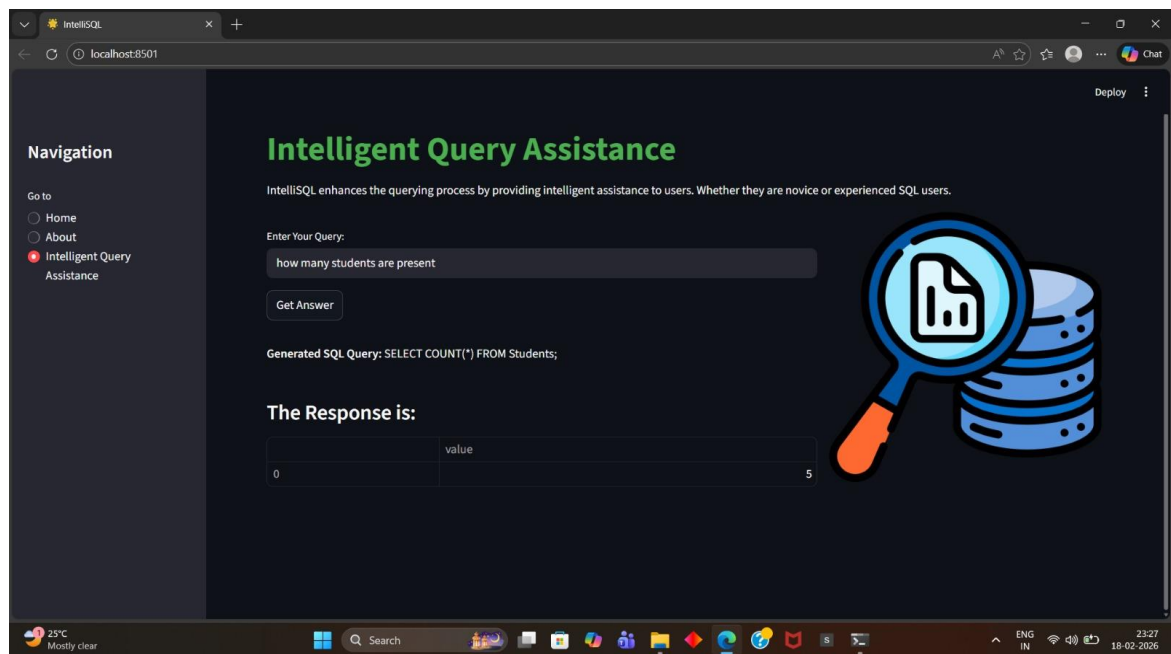 IntelliSQL
localhost:8501
Chat
Deploy
Navigation
Go to
Home
About
Intelligent Query
Assistance
Intelligent Query Assistance
IntelliSQL enhances the querying process by providing intelligent assistance to users. Whether they are novice or experienced SQL users.
Enter Your Query:
how many students are present
Get Answer
Generated SQL Query: SELECT COUNT(*) FROM Students;
The Response is:
value
0 5
1
25°C
Mostly clear
Search
S
ENG
IN
23:27
18-02-2026